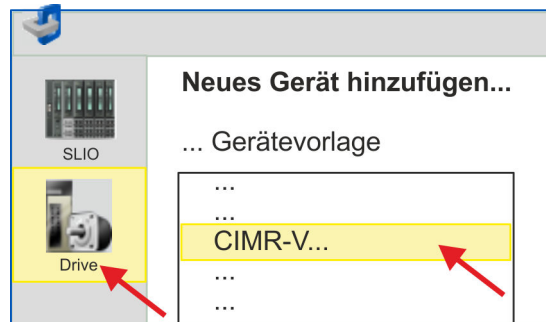 Neues Gerät hinzufügen...
SLIO
... Gerätevorlage
...
...
CIMR-V...
Drive
...
...